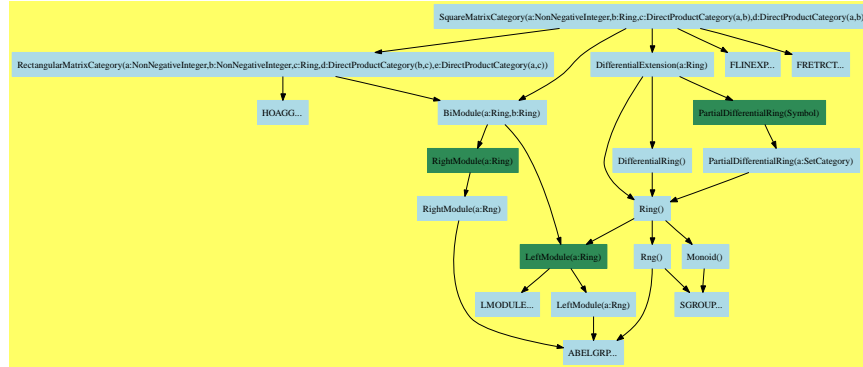 SquareMatrixCategory(a:NonNegativeInteger,b:Ring,c:DirectProductCategory(a,b),d:DirectProductCategory(a,b)
RectangularMatrixCategory(a:NonNegativeInteger,b:NonNegativeInteger,c:Ring,d:DirectProductCategory(b,c),e:DirectProductCategory(a,c))
DifferentialExtension(a:Ring)
FLINEXP...
FRETRCT...
HOAGG...
BiModule(a:Ring,b:Ring)
PartialDifferentialRing(Symbol)
RightModule(a:Ring)
DifferentialRing()
PartialDifferentialRing(a:SetCategory)
RightModule(a:Rng)
Ring()
LeftModule(a:Ring)
Rng()
Monoid()
LMODULE...
LeftModule(a:Rng)
SGROUP...
ABELGRP...